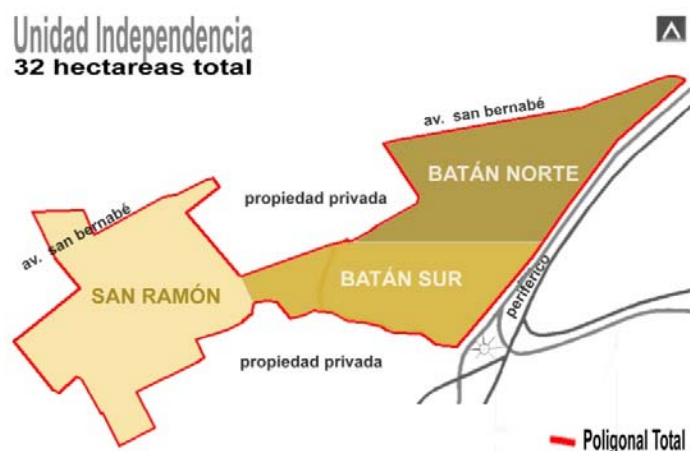 Unidad Independencia
32 hectareas total
av. san bernabé
BATÁN NORTE
propiedad privada
av. san bernabé
BATÁN SUR
SAN RAMÓN
periferico
propiedad privada
Poligonal Total